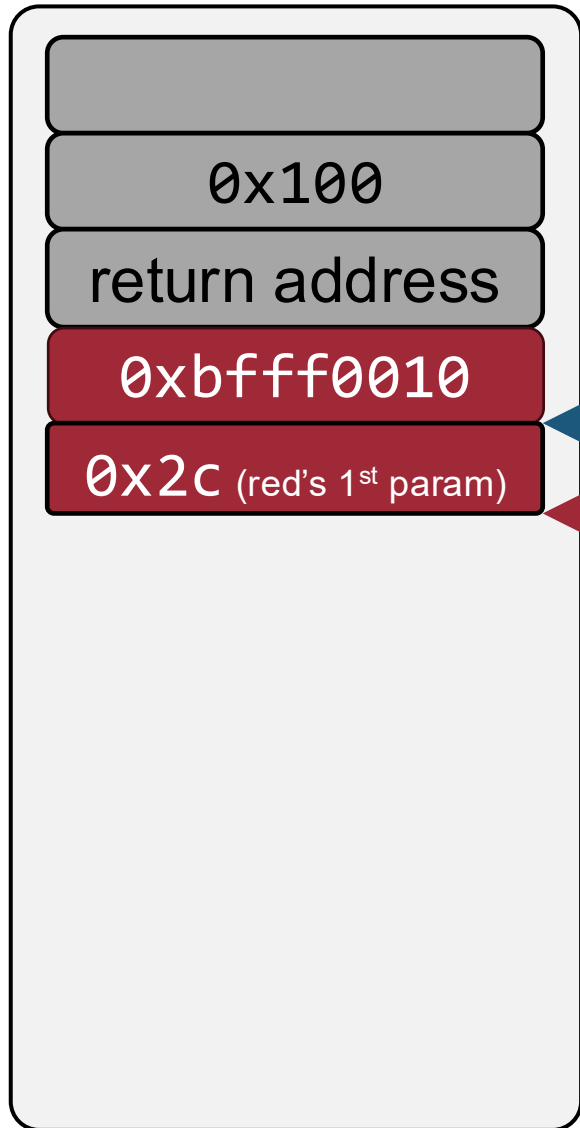 0x100
return address
0xbfff0010
0x2c (red's 1st param)